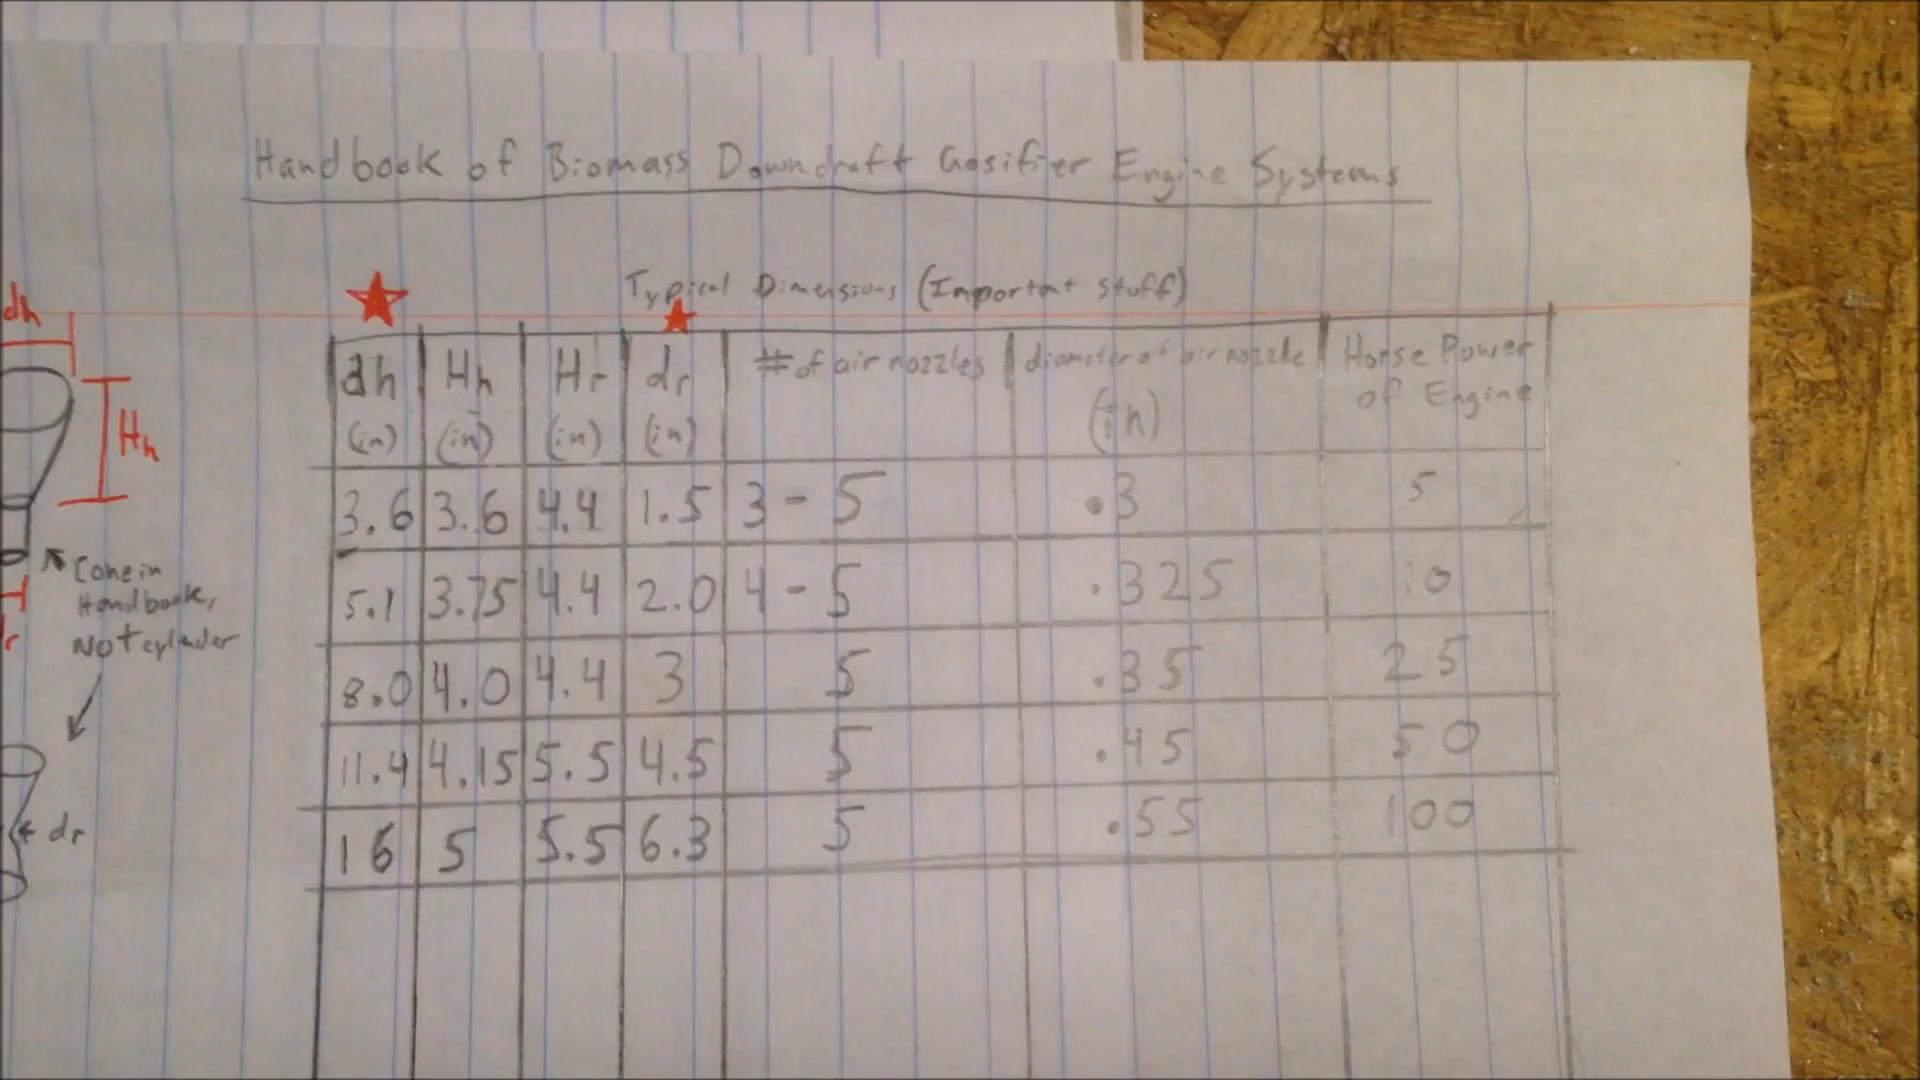 Handbook of Biomass Downdraft Gasifier Engine Systems
Typical Dimensions (Important stuff)
dh Hh Hr dr # of air nozzles diameter of air nozzle Horse Power
(in) (in) (in) (in) (in) of Engine
3.6 3.6 4.4 1.5 3 - 5 .3 5
5.1 3.75 4.4 2.0 4 - 5 .325 10
8.0 4.0 4.4 3 5 .35 25
11.4 4.15 5.5 4.5 5 .45 50
16 5 5.5 6.3 5 .55 100
dh
Hh
Cone in
Handbook,
Not cylinder
r
dr